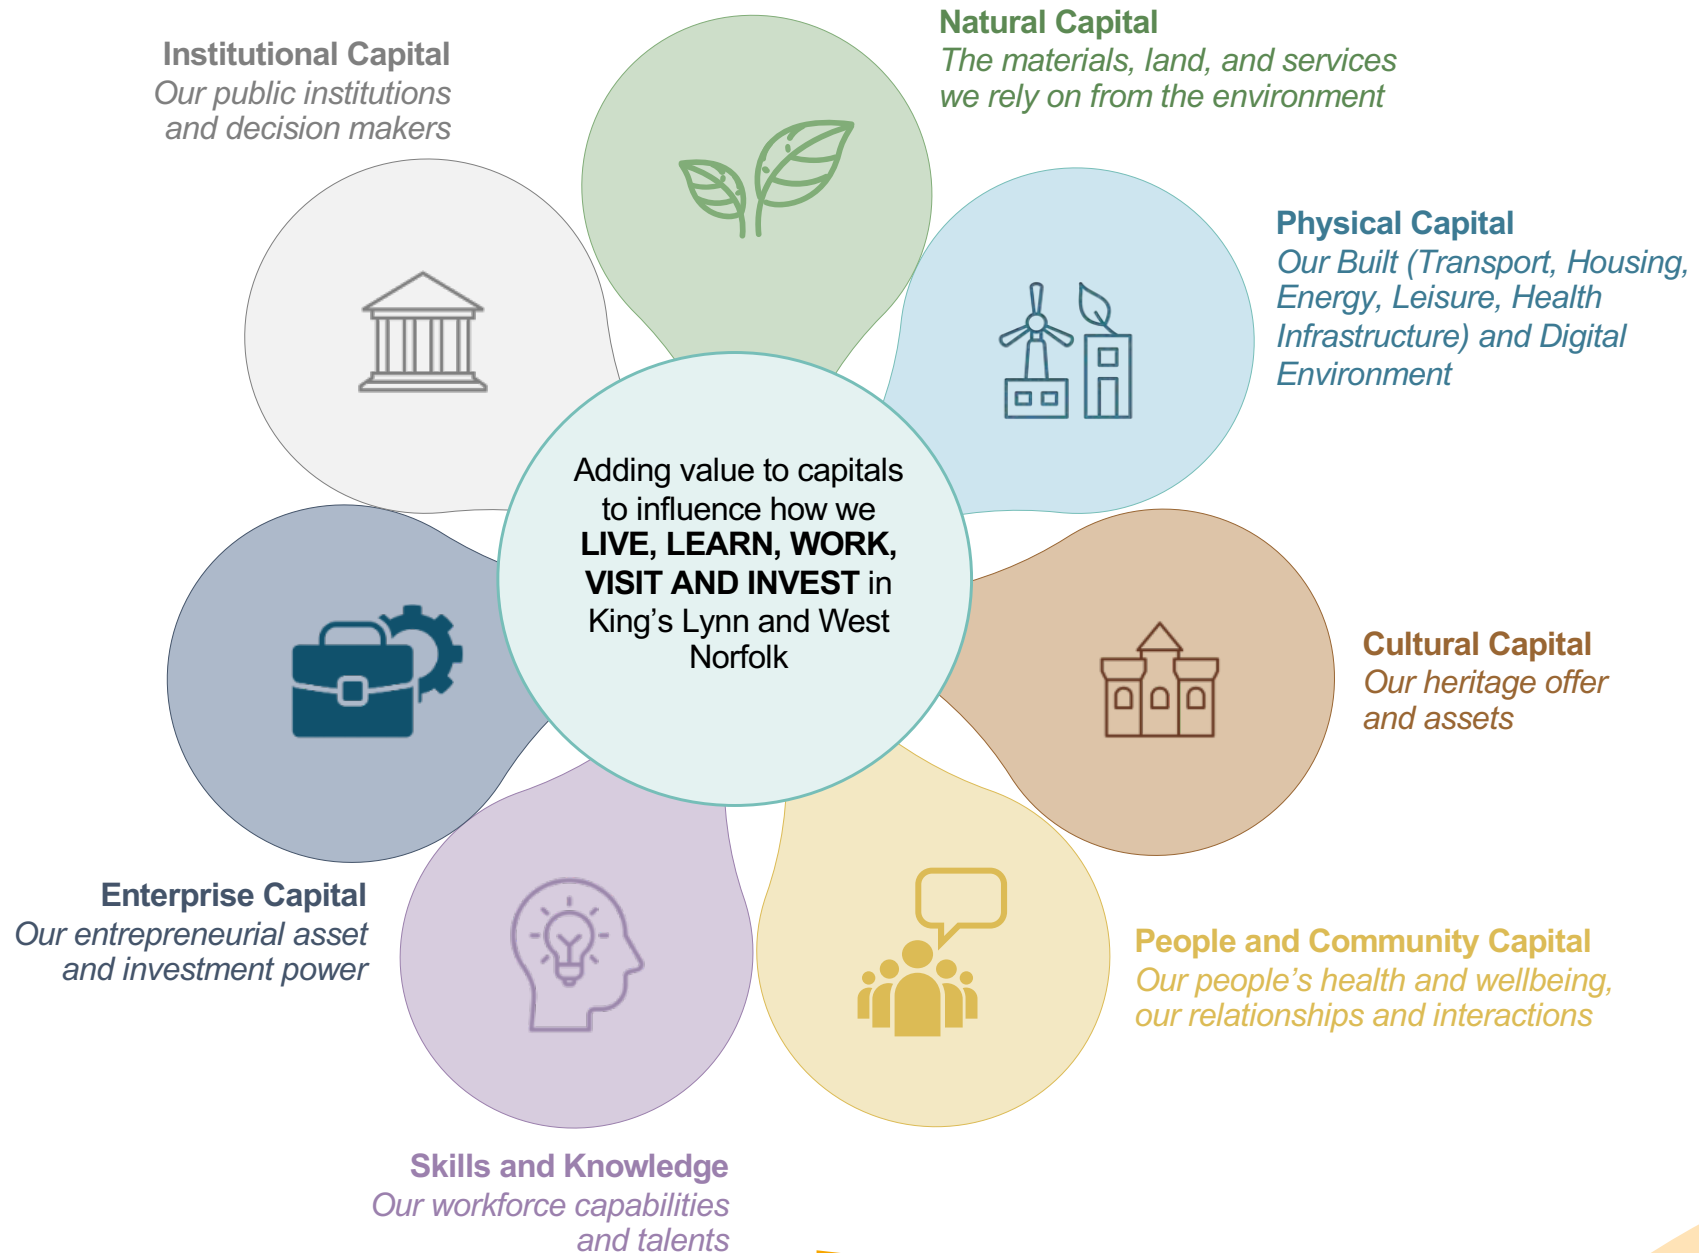 Natural Capital
The materials, land, and services
we rely on from the environment
Institutional Capital
Our public institutions
and decision makers
Physical Capital
Our Built (Transport, Housing,
Energy, Leisure, Health
Infrastructure) and Digital
Environment
Adding value to capitals
to influence how we
LIVE, LEARN, WORK,
VISIT AND INVEST in
King’s Lynn and West
Norfolk
Cultural Capital
Our heritage offer
and assets
Enterprise Capital
Our entrepreneurial asset
and investment power
People and Community Capital
Our people’s health and wellbeing,
our relationships and interactions
Skills and Knowledge
Our workforce capabilities
and talents